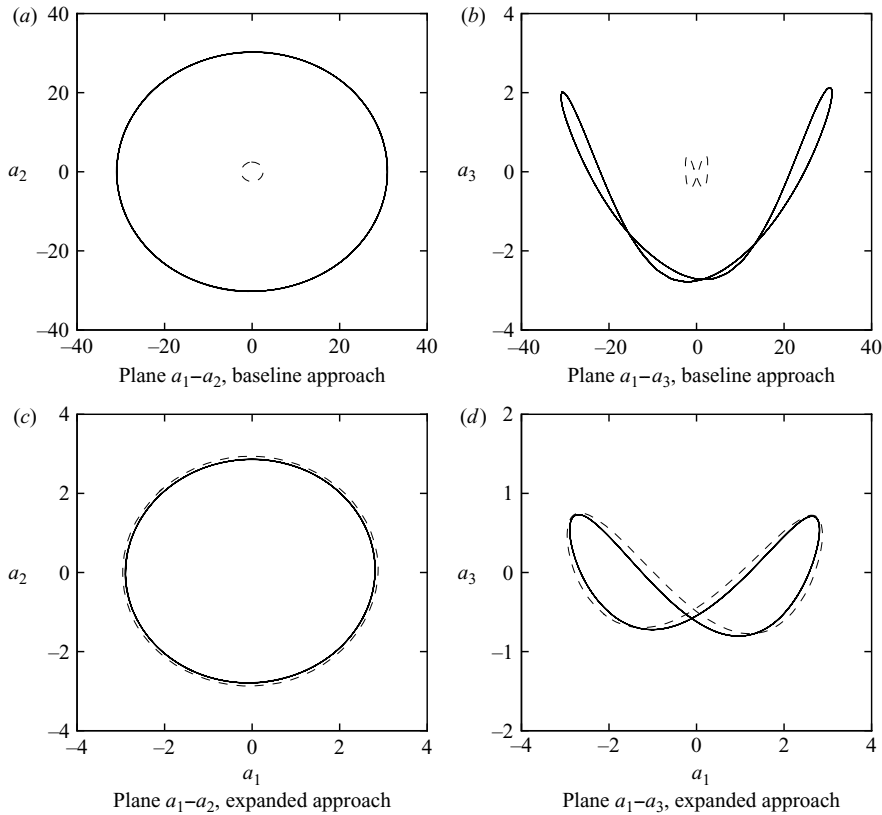 (a)
40
20
a2
0
–20
–40
–40
–20
0
20
40
Plane a1–a2, baseline approach
(b)
4
2
a3
0
–2
–4
–40
–20
0
20
40
Plane a1–a3, baseline approach
(c)
4
2
a2
0
–2
–4
–4
–2
0
2
4
a1
Plane a1–a2, expanded approach
(d)
2
1
a3
0
–1
–2
–4
–2
0
2
4
a1
Plane a1–a3, expanded approach